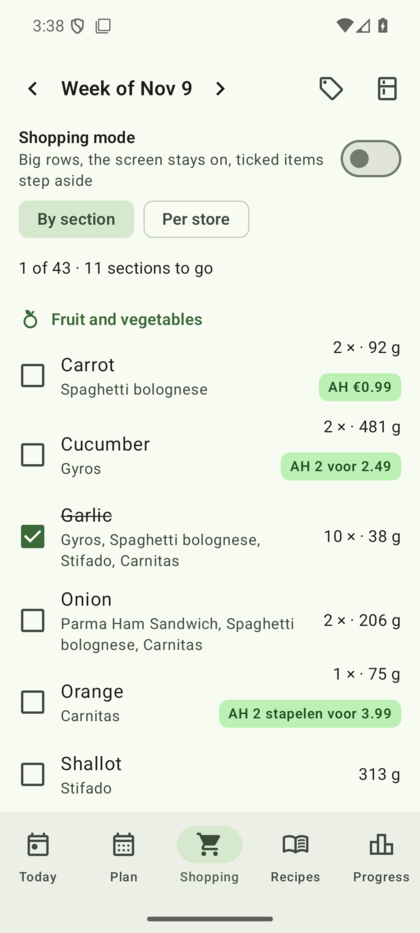 3:38
Week of Nov 9
Shopping mode
Big rows, the screen stays on, ticked items
step aside
By section
Per store
1 of 43 · 11 sections to go
Fruit and vegetables
Carrot
Spaghetti bolognese
2 × · 92 g
AH €0.99
Cucumber
Gyros
2 × · 481 g
AH 2 voor 2.49
Garlic
Gyros, Spaghetti bolognese,
Stifado, Carnitas
10 × · 38 g
Onion
Parma Ham Sandwich, Spaghetti
bolognese, Carnitas
2 × · 206 g
Orange
Carnitas
1 × · 75 g
AH 2 stapelen voor 3.99
Shallot
Stifado
313 g
Today
Plan
Shopping
Recipes
Progress